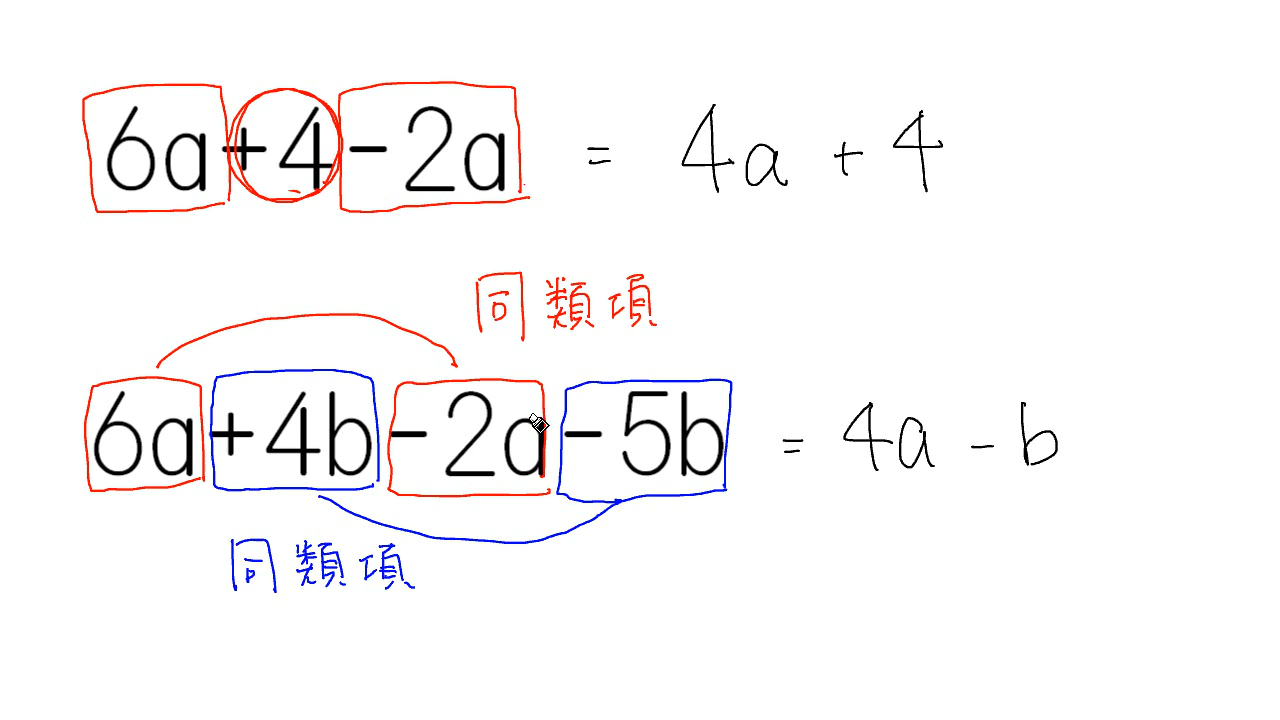 6a+4-2a = 4a + 4
同類項
6a+4b-2a-5b = 4a - b
同類項